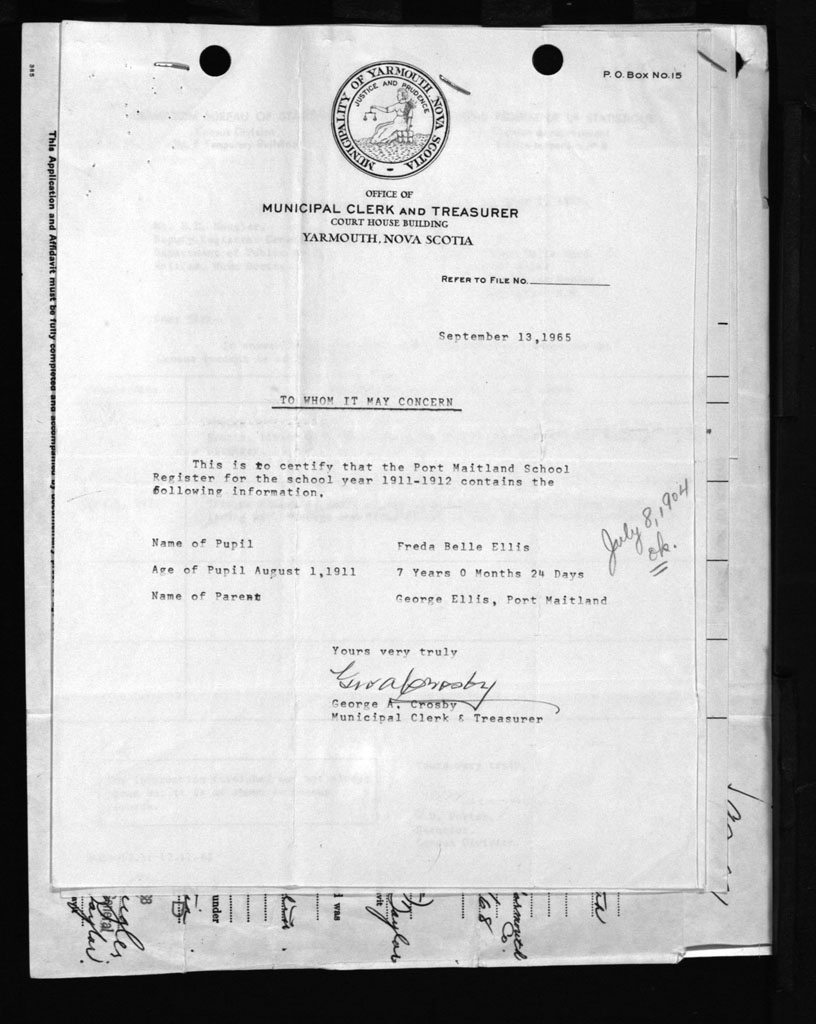 P.O. Box No. 15
MUNICIPALITY OF YARMOUTH, NOVA SCOTIA
JUSTICE AND PRUDENCE
OFFICE OF
MUNICIPAL CLERK AND TREASURER
COURT HOUSE BUILDING
YARMOUTH, NOVA SCOTIA
REFER TO FILE NO.
September 13,1965
TO WHOM IT MAY CONCERN
This is to certify that the Port Maitland School
Register for the school year 1911-1912 contains the
following information.
July 8, 1904
ok.
Name of Pupil Freda Belle Ellis
Age of Pupil August 1,1911 7 Years 0 Months 24 Days
Name of Parent George Ellis, Port Maitland
Yours very truly
Geo A Crosby
George A. Crosby
Municipal Clerk & Treasurer
This Application and Affidavit must be fully completed and accompanied by
under
I was